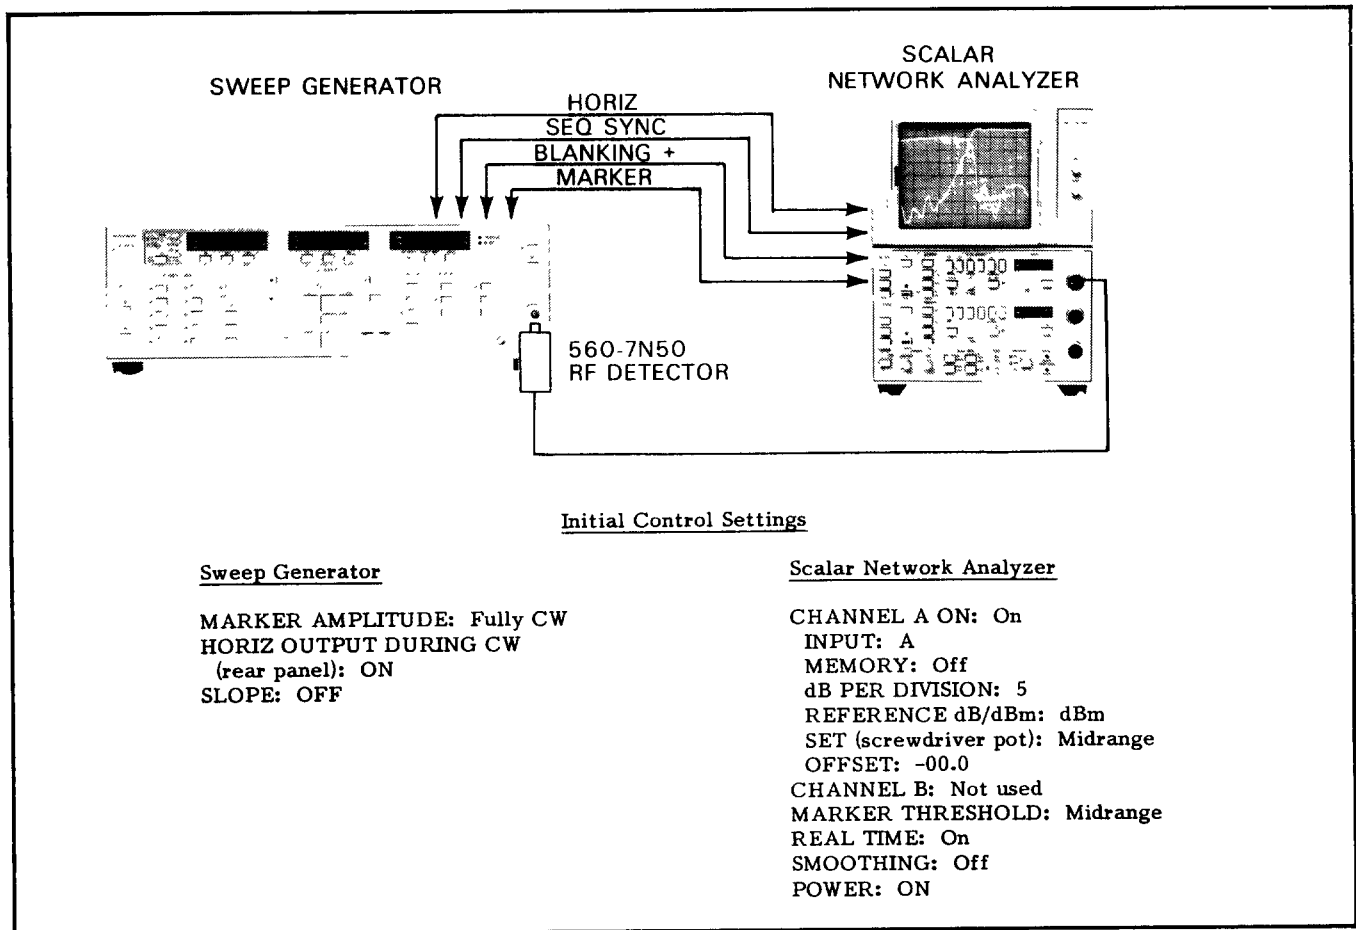 SWEEP GENERATOR
SCALAR
NETWORK ANALYZER
HORIZ
SEQ SYNC
BLANKING +
MARKER
560-7N50
RF DETECTOR
Initial Control Settings
Sweep Generator
MARKER AMPLITUDE: Fully CW
HORIZ OUTPUT DURING CW
(rear panel): ON
SLOPE: OFF
Scalar Network Analyzer
CHANNEL A ON: On
INPUT: A
MEMORY: Off
dB PER DIVISION: 5
REFERENCE dB/dBm: dBm
SET (screwdriver pot): Midrange
OFFSET: -00.0
CHANNEL B: Not used
MARKER THRESHOLD: Midrange
REAL TIME: On
SMOOTHING: Off
POWER: ON